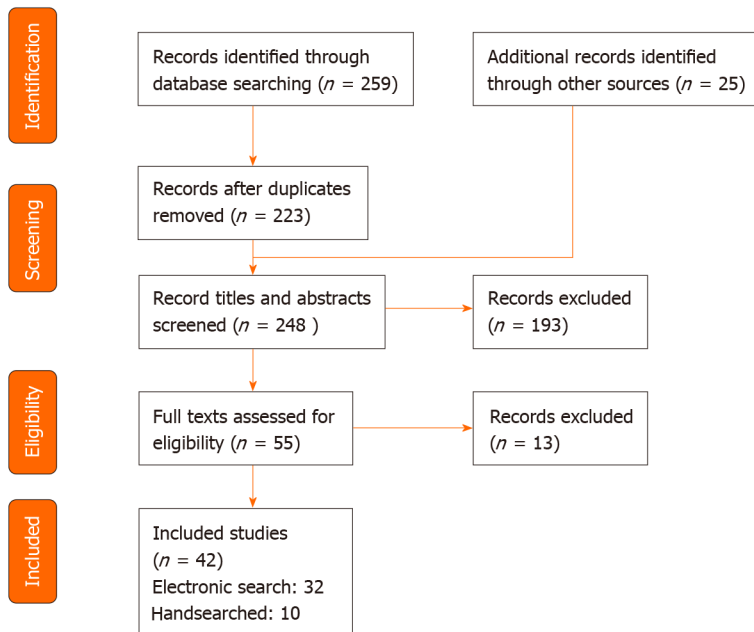 Identification
Records identified through
database searching (n = 259)
Additional records identified
through other sources (n = 25)
Screening
Records after duplicates
removed (n = 223)
Record titles and abstracts
screened (n = 248 )
Records excluded
(n = 193)
Eligibility
Full texts assessed for
eligibility (n = 55)
Records excluded
(n = 13)
Included
Included studies
(n = 42)
Electronic search: 32
Handsearched: 10